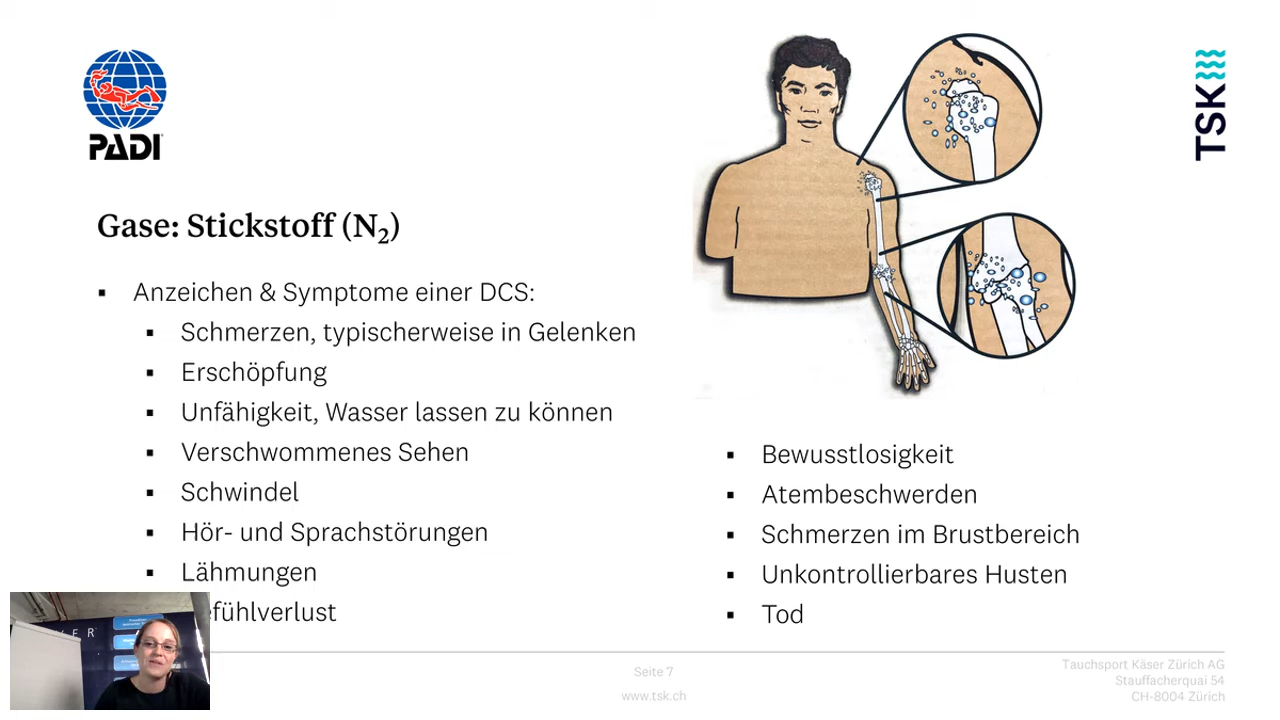 PADI
TSK
Gase: Stickstoff (N₂)
▪ Anzeichen & Symptome einer DCS:
▪ Schmerzen, typischerweise in Gelenken
▪ Erschöpfung
▪ Unfähigkeit, Wasser lassen zu können
▪ Verschwommenes Sehen
▪ Schwindel
▪ Hör- und Sprachstörungen
▪ Lähmungen
efühlverlust
▪ Bewusstlosigkeit
▪ Atembeschwerden
▪ Schmerzen im Brustbereich
▪ Unkontrollierbares Husten
▪ Tod
Seite 7
www.tsk.ch
Tauchsport Käser Zürich AG
Stauffacherquai 54
CH-8004 Zürich